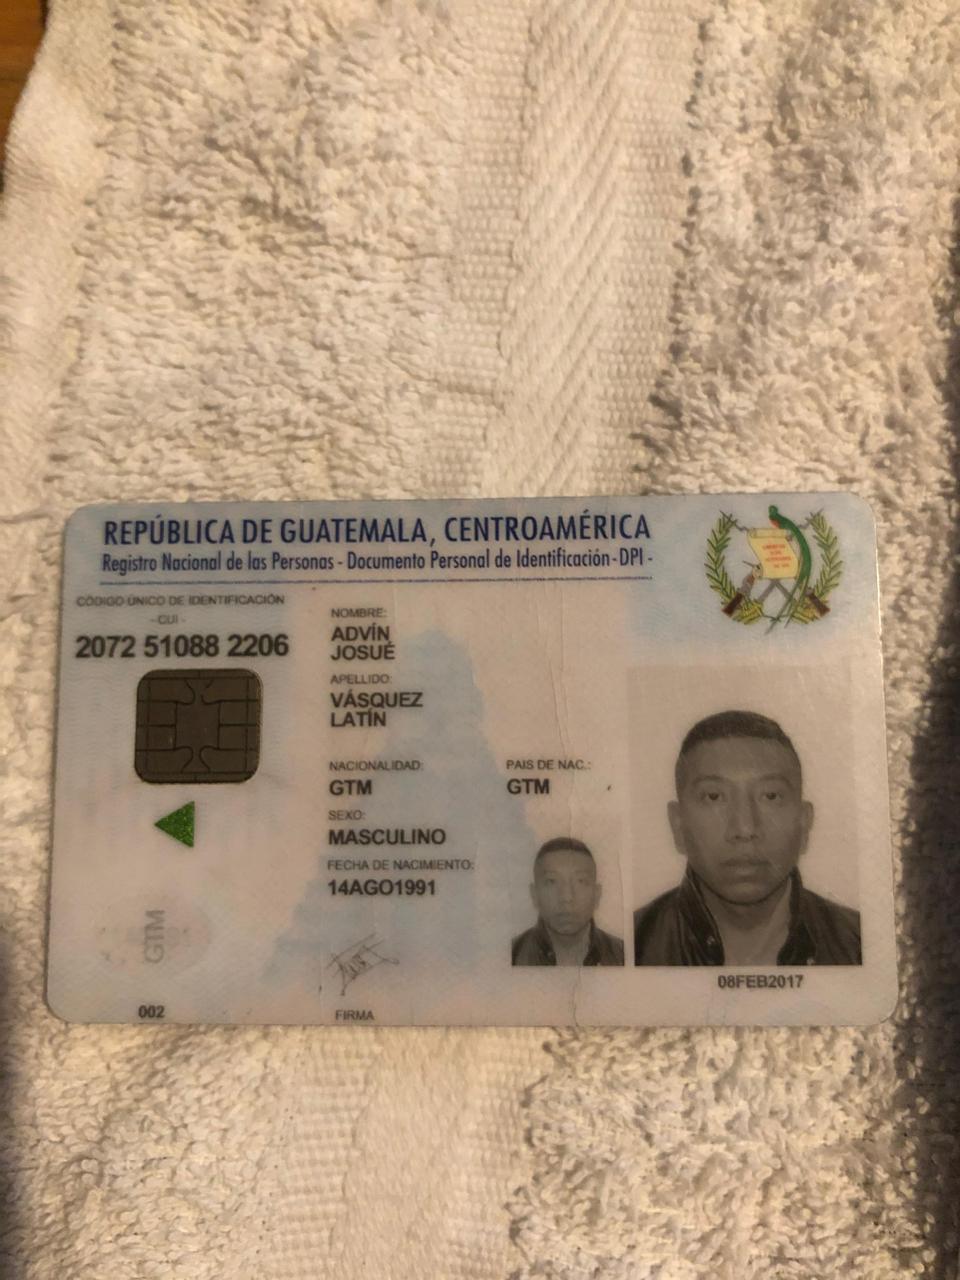 REPÚBLICA DE GUATEMALA, CENTROAMÉRICA
Registro Nacional de las Personas - Documento Personal de Identificación - DPI -
CÓDIGO ÚNICO DE IDENTIFICACIÓN
- CUI -
2072 51088 2206
NOMBRE:
ADVÍN
JOSUÉ
APELLIDO:
VÁSQUEZ
LATÍN
NACIONALIDAD:
GTM
PAIS DE NAC.:
GTM
SEXO:
MASCULINO
FECHA DE NACIMIENTO:
14AGO1991
GTM
08FEB2017
002
FIRMA